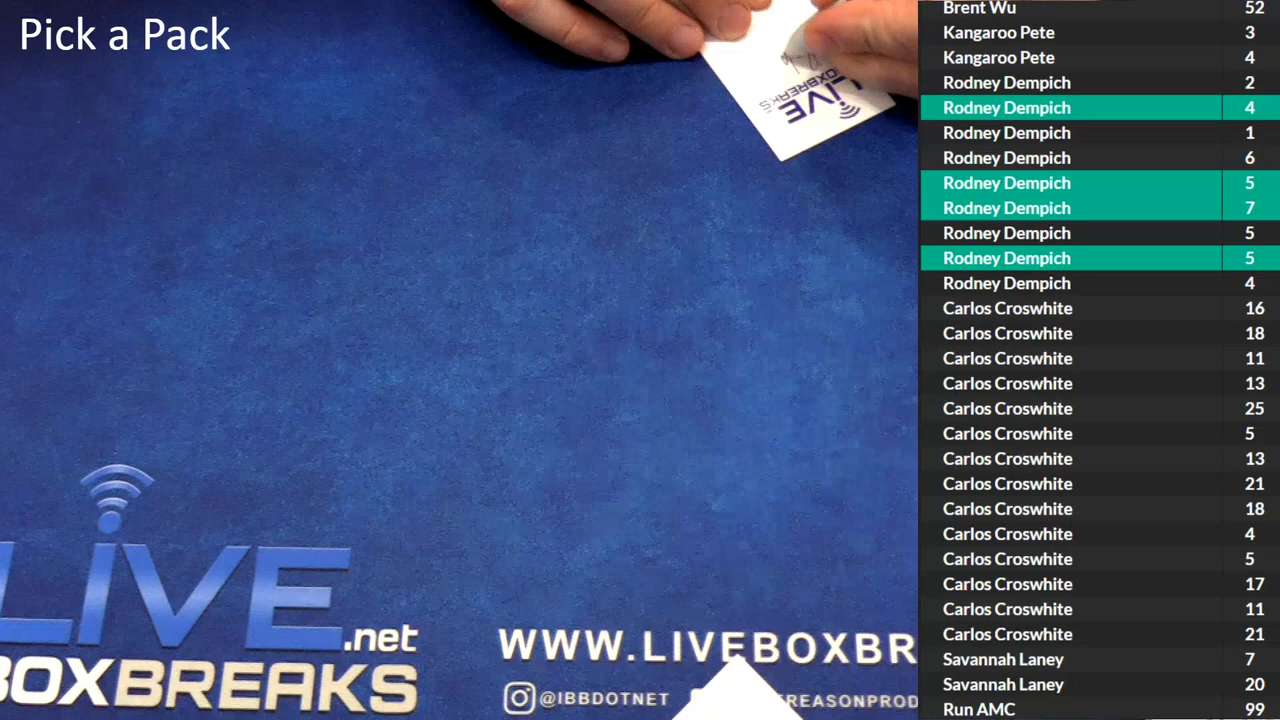 Pick a Pack
LIVE
BOXBREAKS
LIVE.net
BOXBREAKS
WWW.LIVEBOXBR
@IBBDOTNET
REASONPROD
Brent Wu 52
Kangaroo Pete 3
Kangaroo Pete 4
Rodney Dempich 2
Rodney Dempich 4
Rodney Dempich 1
Rodney Dempich 6
Rodney Dempich 5
Rodney Dempich 7
Rodney Dempich 5
Rodney Dempich 5
Rodney Dempich 4
Carlos Croswhite 16
Carlos Croswhite 18
Carlos Croswhite 11
Carlos Croswhite 13
Carlos Croswhite 25
Carlos Croswhite 5
Carlos Croswhite 13
Carlos Croswhite 21
Carlos Croswhite 18
Carlos Croswhite 4
Carlos Croswhite 5
Carlos Croswhite 17
Carlos Croswhite 11
Carlos Croswhite 21
Savannah Laney 7
Savannah Laney 20
Run AMC 99